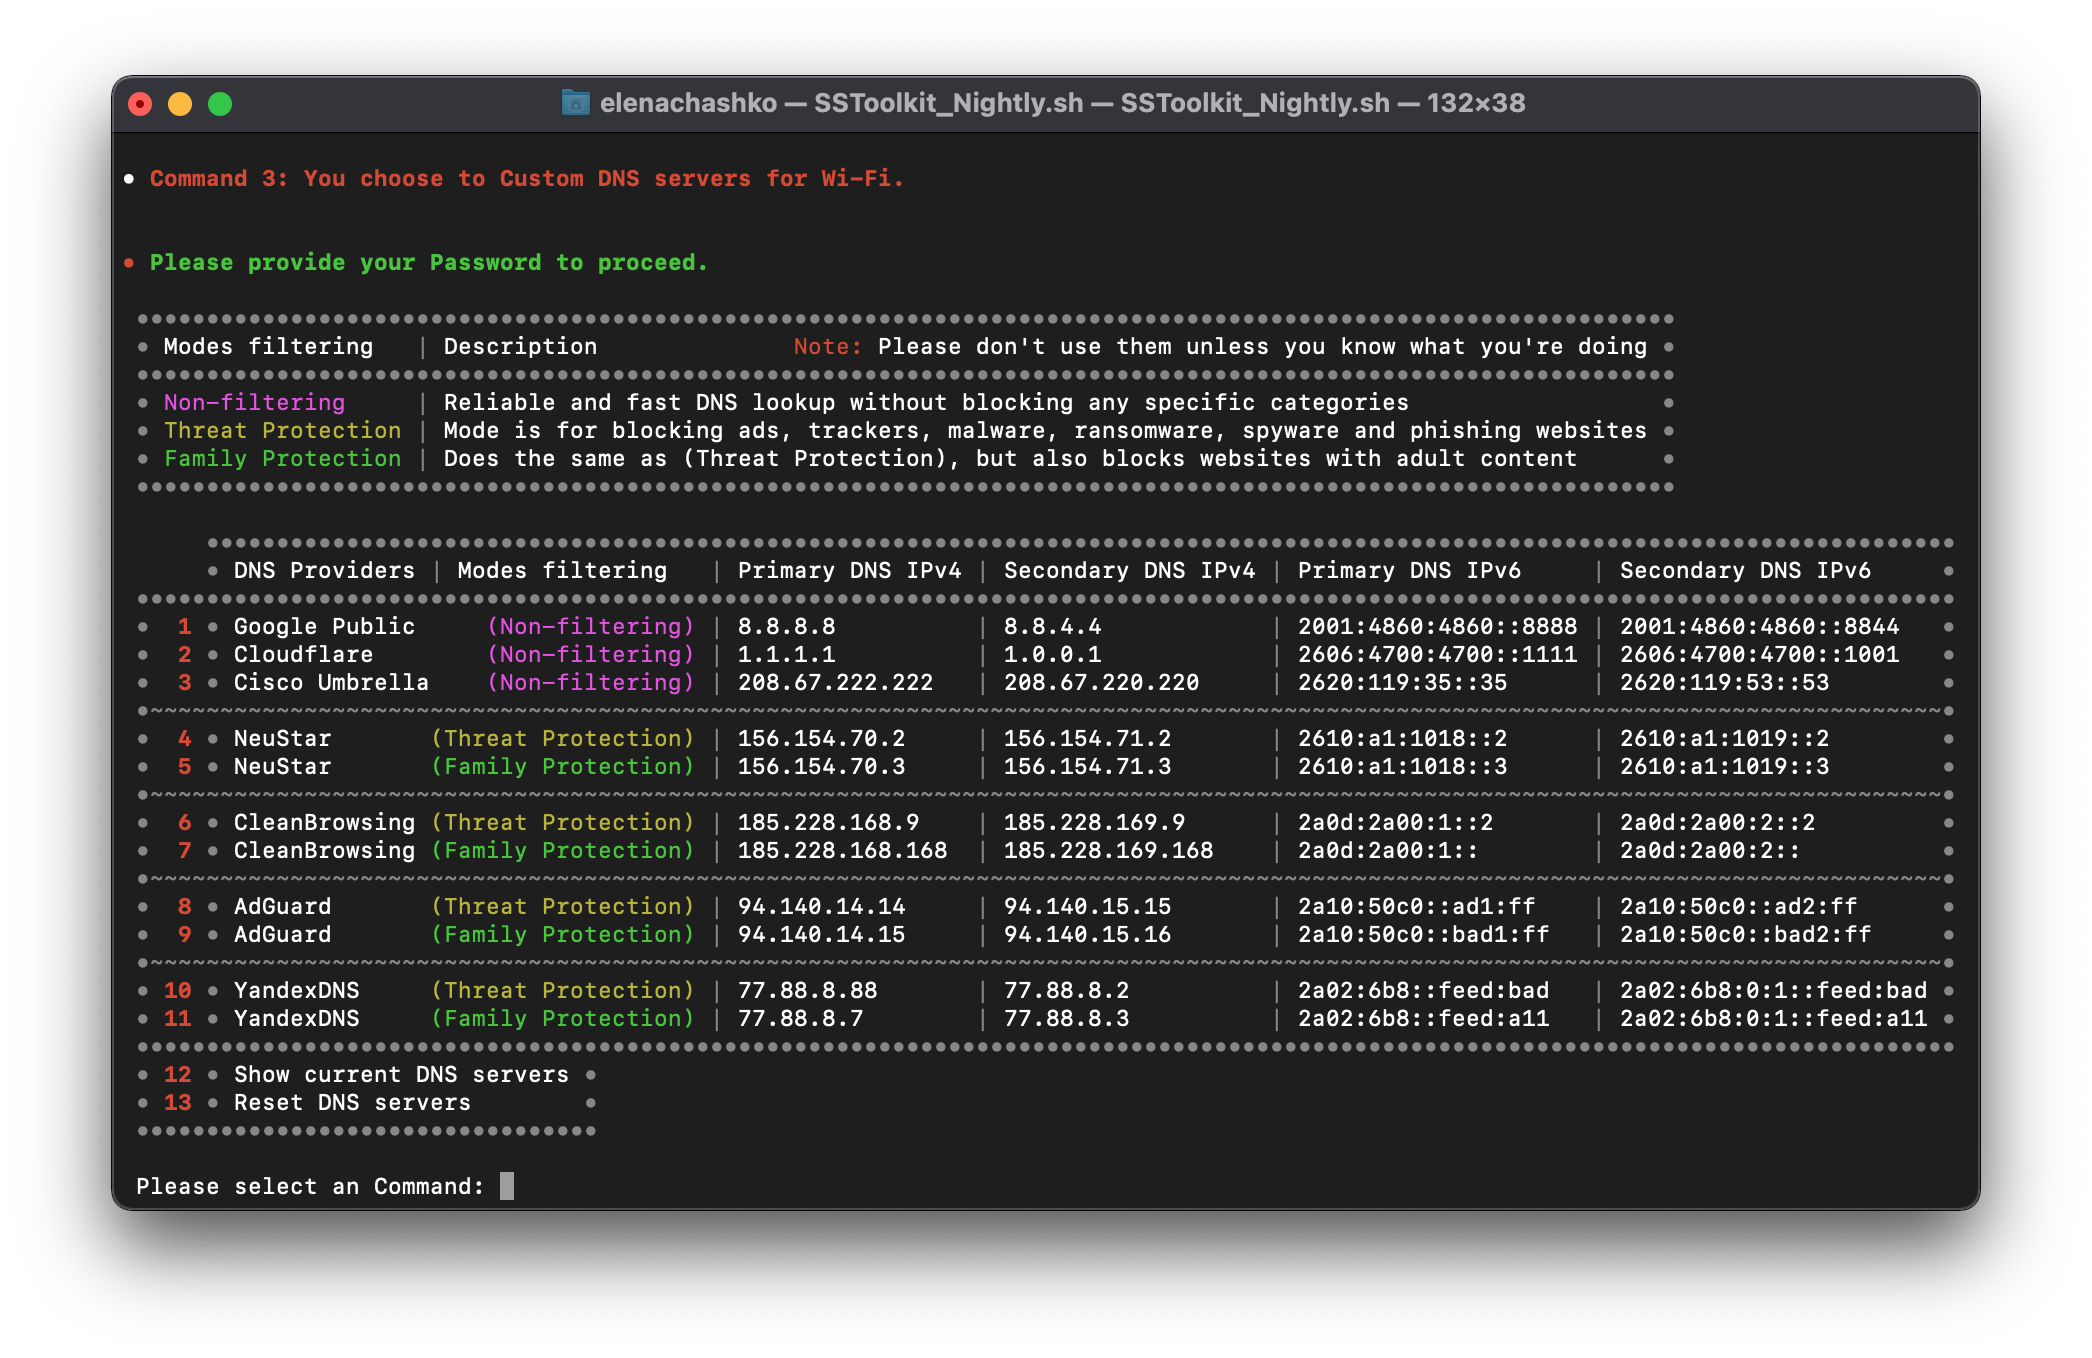 elenachashko — SSToolkit_Nightly.sh — SSToolkit_Nightly.sh — 132×38
• Command 3: You choose to Custom DNS servers for Wi-Fi.
• Please provide your Password to proceed.
Modes filtering | Description Note: Please don't use them unless you know what you're doing
Non-filtering | Reliable and fast DNS lookup without blocking any specific categories
Threat Protection | Mode is for blocking ads, trackers, malware, ransomware, spyware and phishing websites
Family Protection | Does the same as (Threat Protection), but also blocks websites with adult content
DNS Providers | Modes filtering | Primary DNS IPv4 | Secondary DNS IPv4 | Primary DNS IPv6 | Secondary DNS IPv6
1 • Google Public (Non-filtering) | 8.8.8.8 | 8.8.4.4 | 2001:4860:4860::8888 | 2001:4860:4860::8844
2 • Cloudflare (Non-filtering) | 1.1.1.1 | 1.0.0.1 | 2606:4700:4700::1111 | 2606:4700:4700::1001
3 • Cisco Umbrella (Non-filtering) | 208.67.222.222 | 208.67.220.220 | 2620:119:35::35 | 2620:119:53::53
4 • NeuStar (Threat Protection) | 156.154.70.2 | 156.154.71.2 | 2610:a1:1018::2 | 2610:a1:1019::2
5 • NeuStar (Family Protection) | 156.154.70.3 | 156.154.71.3 | 2610:a1:1018::3 | 2610:a1:1019::3
6 • CleanBrowsing (Threat Protection) | 185.228.168.9 | 185.228.169.9 | 2a0d:2a00:1::2 | 2a0d:2a00:2::2
7 • CleanBrowsing (Family Protection) | 185.228.168.168 | 185.228.169.168 | 2a0d:2a00:1:: | 2a0d:2a00:2::
8 • AdGuard (Threat Protection) | 94.140.14.14 | 94.140.15.15 | 2a10:50c0::ad1:ff | 2a10:50c0::ad2:ff
9 • AdGuard (Family Protection) | 94.140.14.15 | 94.140.15.16 | 2a10:50c0::bad1:ff | 2a10:50c0::bad2:ff
10 • YandexDNS (Threat Protection) | 77.88.8.88 | 77.88.8.2 | 2a02:6b8::feed:bad | 2a02:6b8:0:1::feed:bad
11 • YandexDNS (Family Protection) | 77.88.8.7 | 77.88.8.3 | 2a02:6b8::feed:a11 | 2a02:6b8:0:1::feed:a11
12 • Show current DNS servers
13 • Reset DNS servers
Please select an Command: